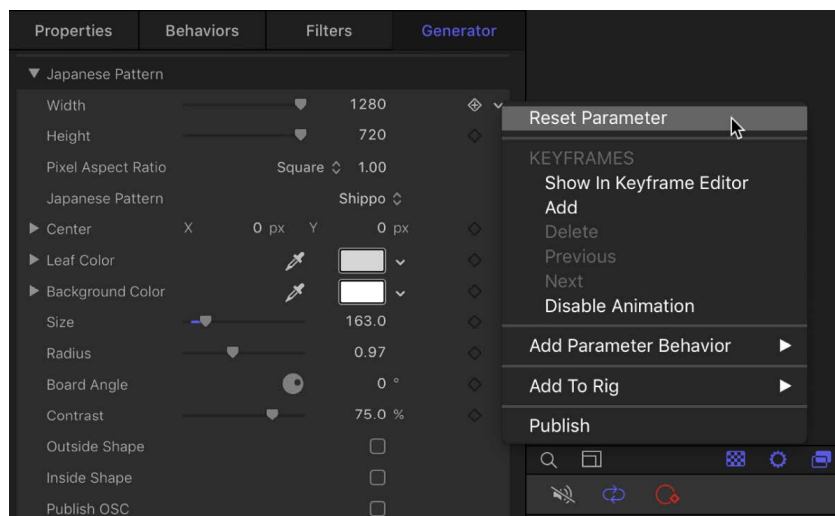 Properties Behaviors Filters Generator
Japanese Pattern
Width 1280
Height 720
Pixel Aspect Ratio Square 1.00
Japanese Pattern Shippo
Center X 0 px Y 0 px
Leaf Color
Background Color
Size 163.0
Radius 0.97
Board Angle 0 °
Contrast 75.0 %
Outside Shape
Inside Shape
Publish OSC
Reset Parameter
KEYFRAMES
Show In Keyframe Editor
Add
Delete
Previous
Next
Disable Animation
Add Parameter Behavior
Add To Rig
Publish